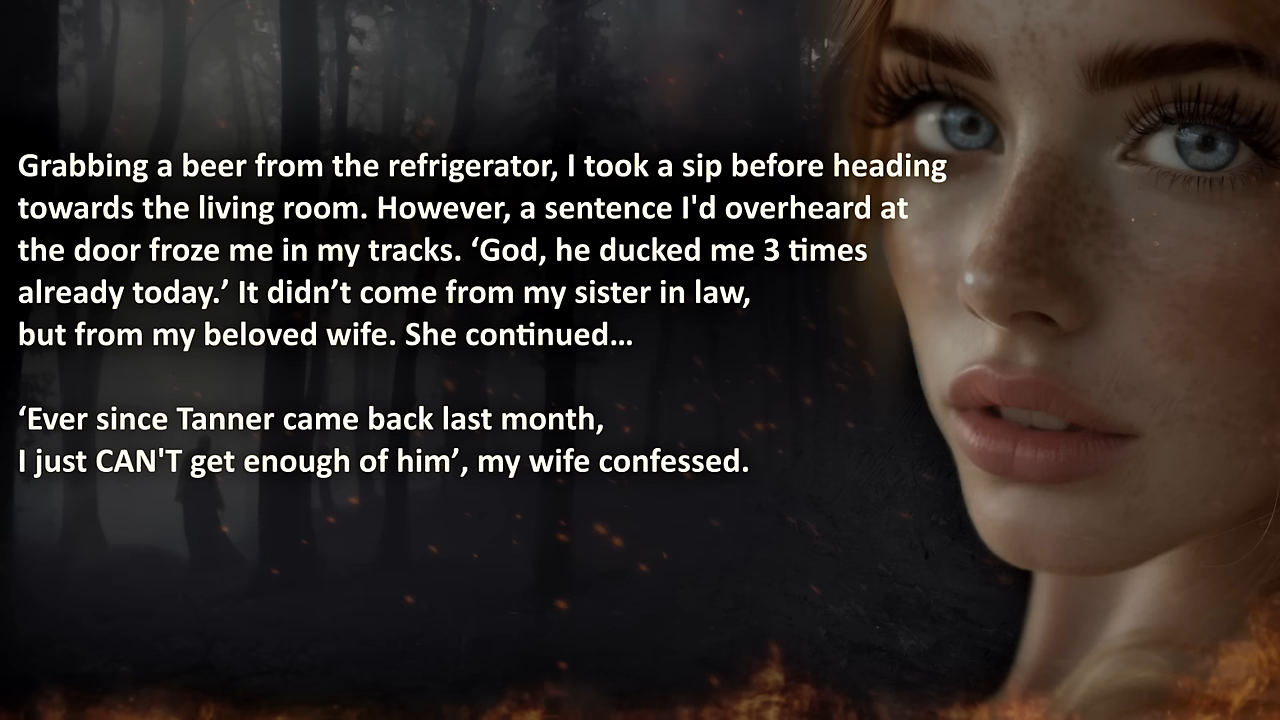 Grabbing a beer from the refrigerator, I took a sip before heading
towards the living room. However, a sentence I'd overheard at
the door froze me in my tracks. ‘God, he ducked me 3 times
already today.’ It didn’t come from my sister in law,
but from my beloved wife. She continued...
‘Ever since Tanner came back last month,
I just CAN'T get enough of him’, my wife confessed.